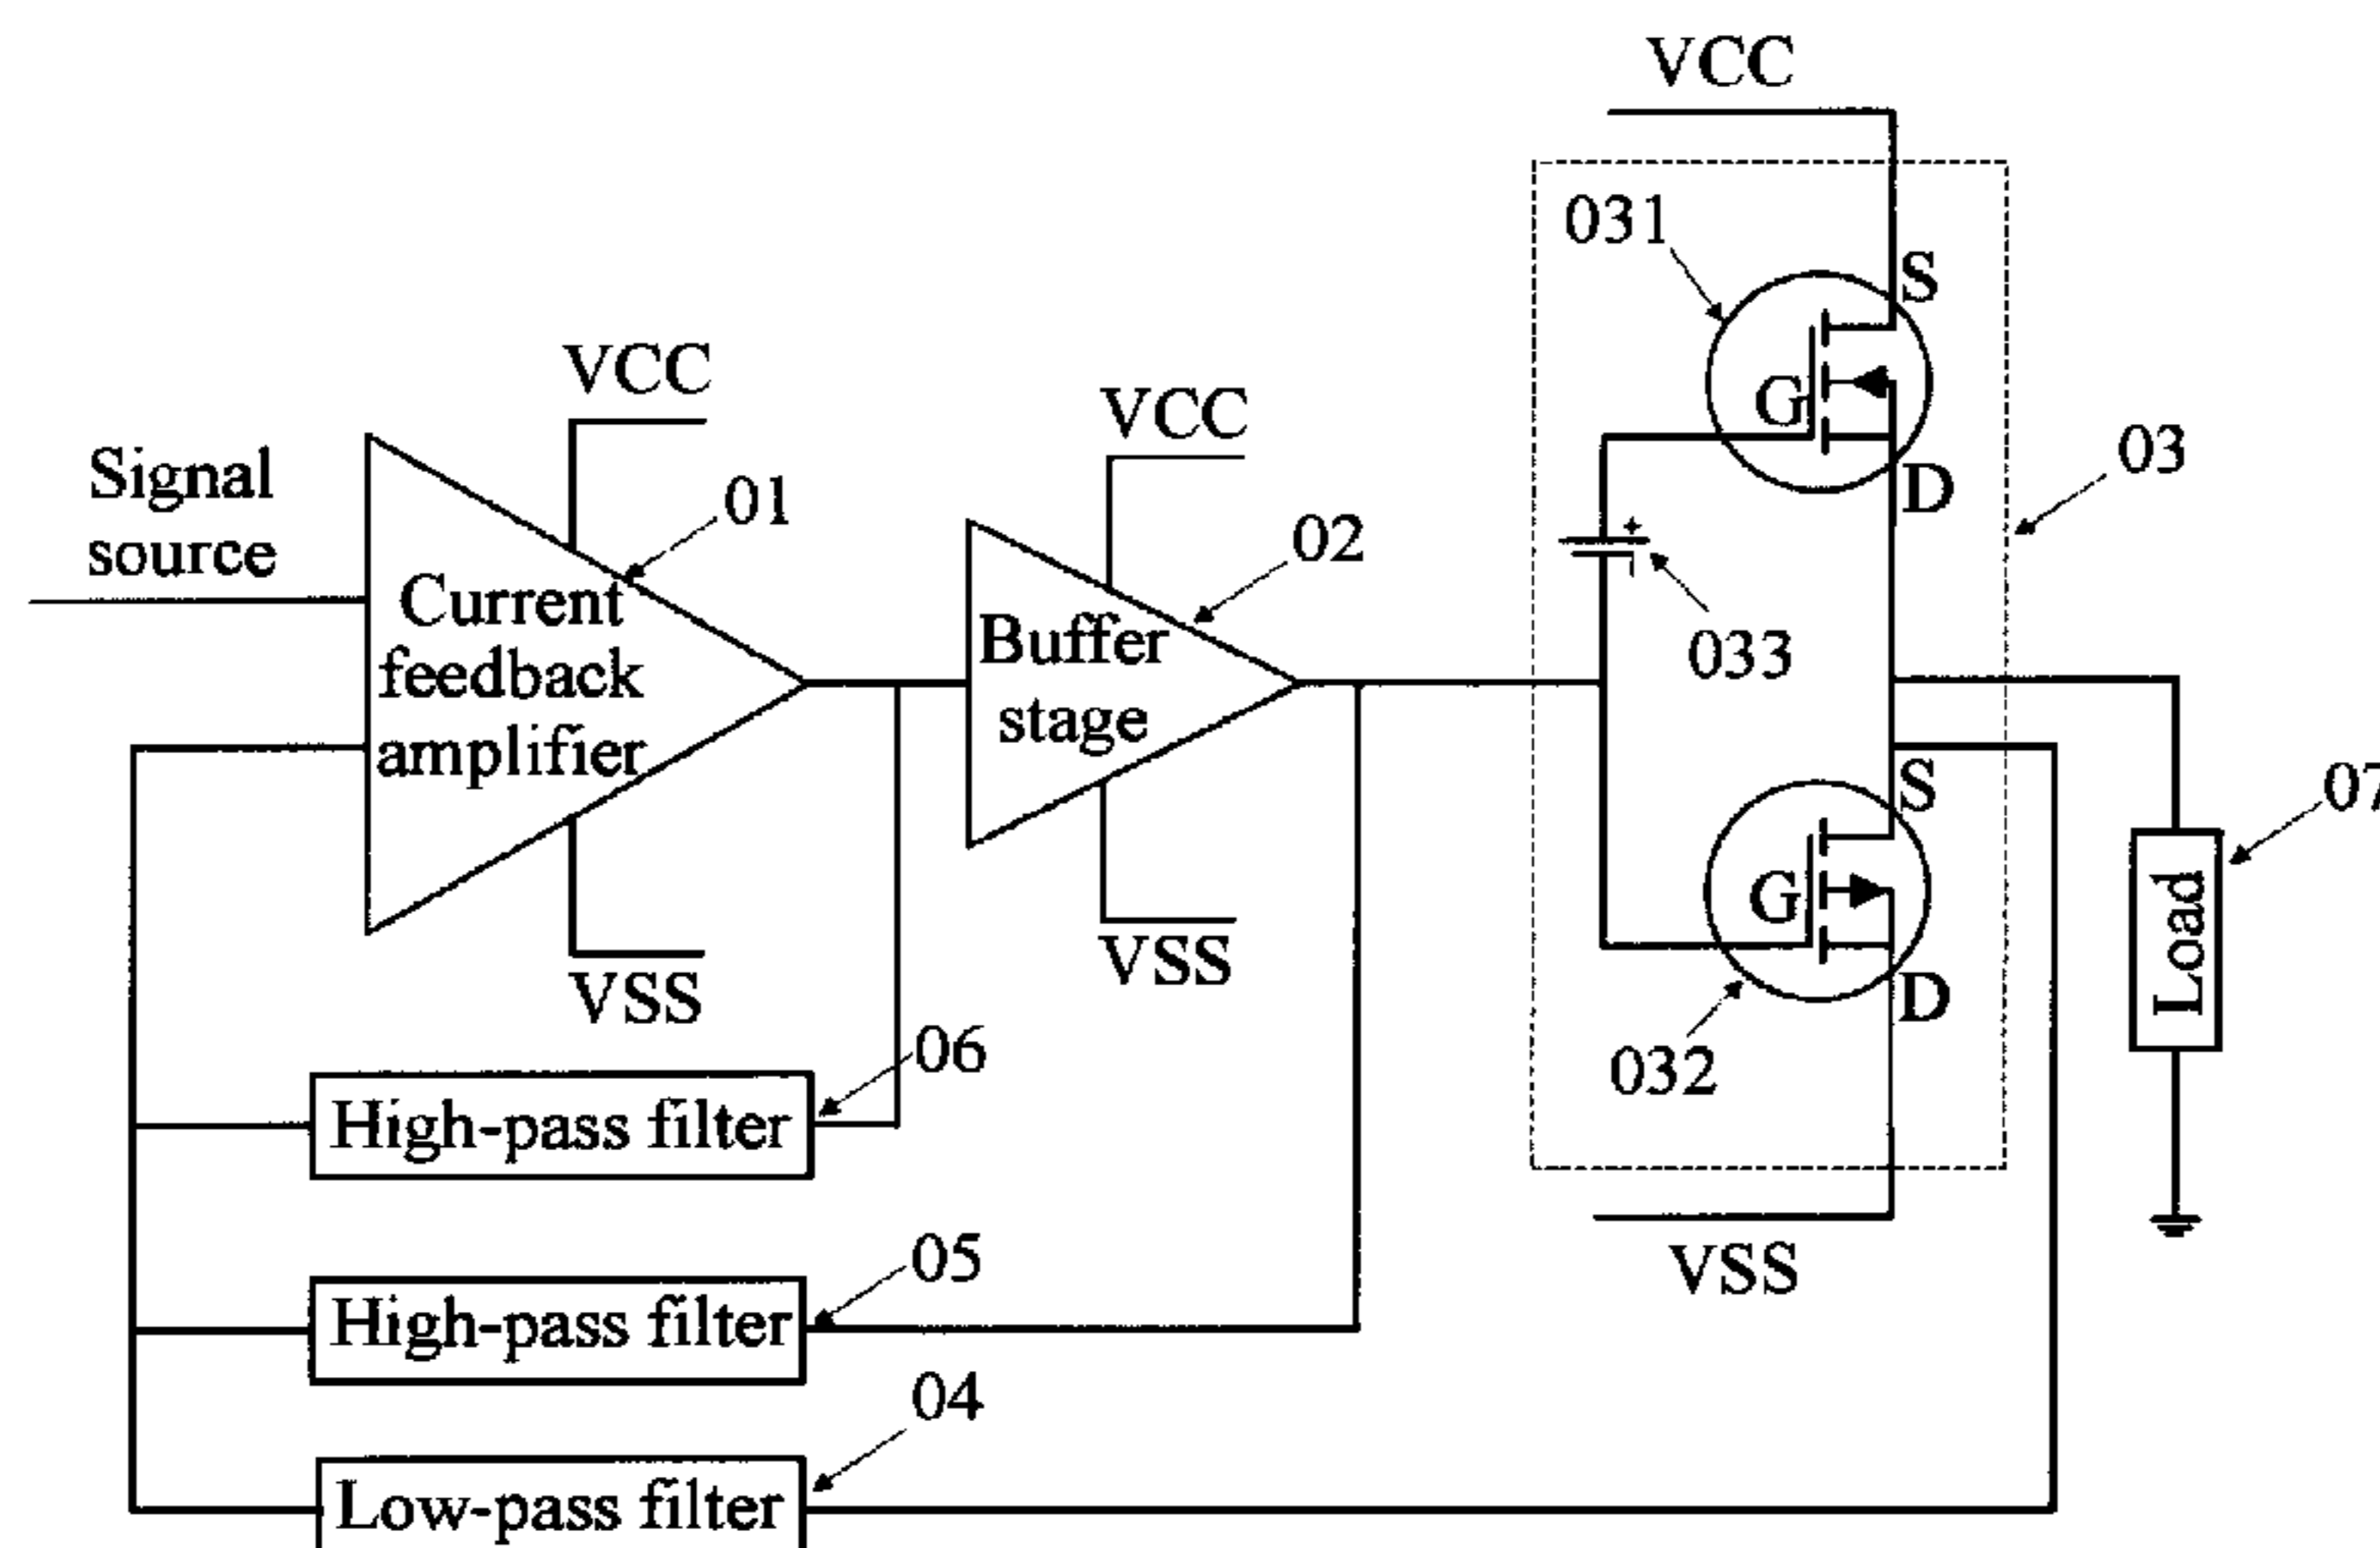 VCC
031
S
G
D
03
VCC
VCC
Signal
source
01
02
Current
feedback
amplifier
Buffer
stage
+
033
S
07
G
D
Load
VSS
VSS
032
06
High-pass filter
05
High-pass filter
VSS
04
Low-pass filter